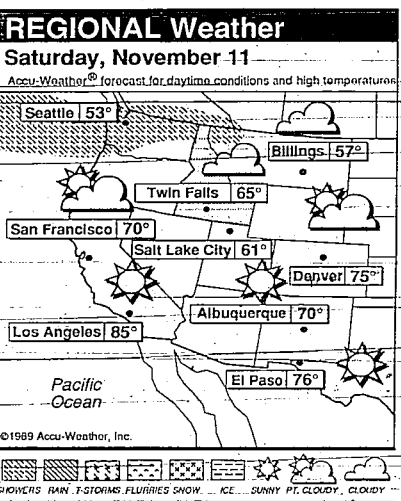 REGIONAL Weather
Saturday, November 11
Accu-Weather® forecast for daytime conditions and high temperatures
Seattle 53°
Billings 57°
Twin Falls 65°
San Francisco 70°
Salt Lake City 61°
Denver 75°
Albuquerque 70°
Los Angeles 85°
El Paso 76°
Pacific
Ocean
©1989 Accu-Weather, Inc.
SHOWERS RAIN T-STORMS FLURRIES SNOW ICE SUNNY PT. CLOUDY CLOUDY